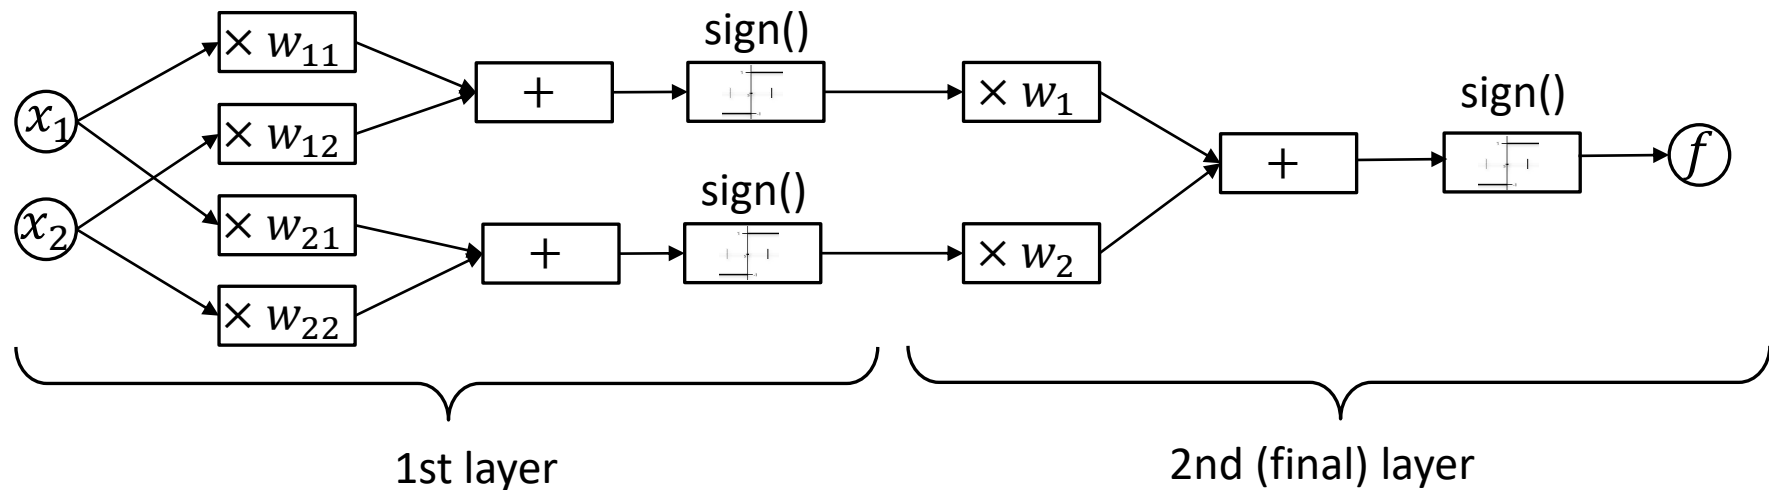 sign()
× w₁₁
× w₁₂
x₁
+
× w₁
sign()
+
f
x₂
× w₂₁
sign()
+
× w₂
× w₂₂
1st layer
2nd (final) layer